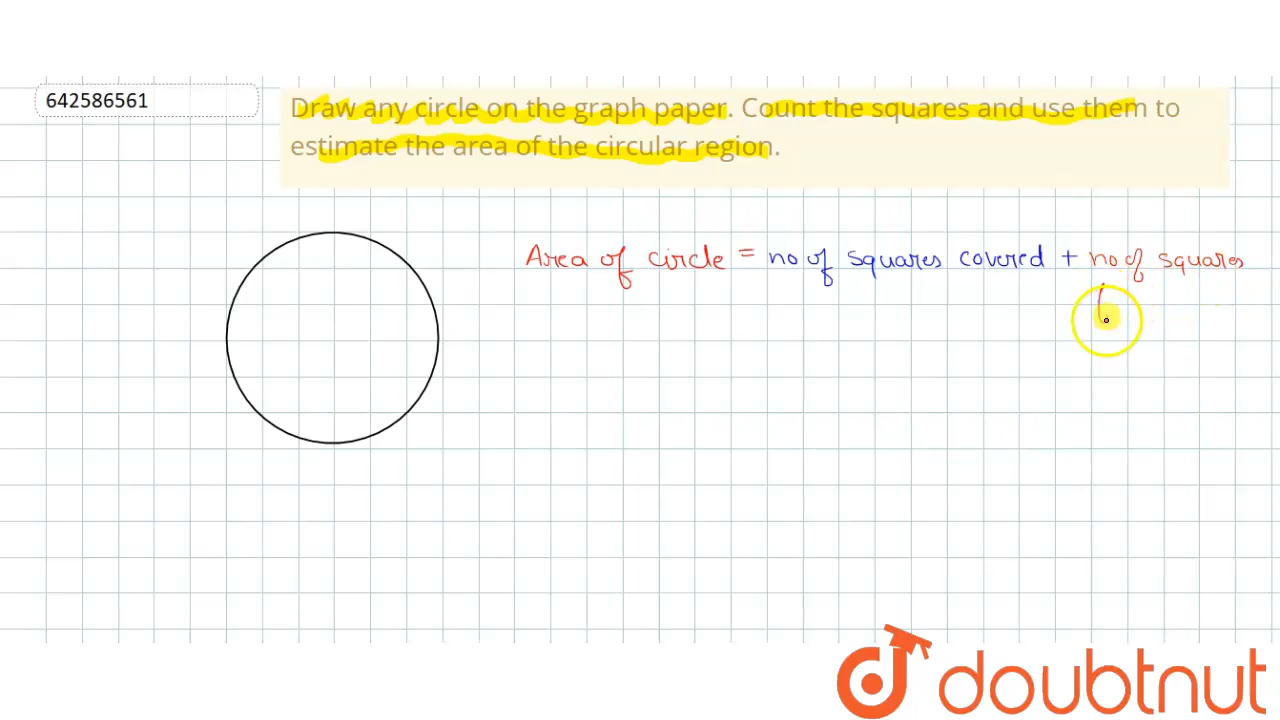 642586561
Draw any circle on the graph paper. Count the squares and use them to
estimate the area of the circular region.
Area of circle = no of squares covered + no of squares
doubtnut